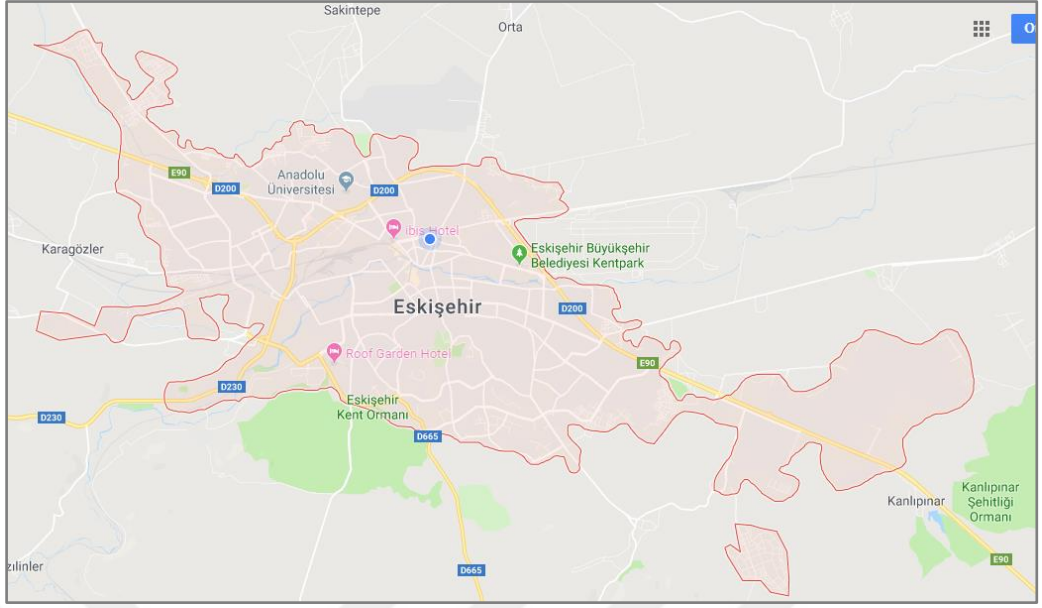 Sakintepe
Orta
E90
D200
Anadolu
Üniversitesi
D200
ibis Hotel
Karagözler
Eskişehir Büyükşehir
Belediyesi Kentpark
Eskişehir
D200
Roof Garden Hotel
E90
D230
Eskişehir
Kent Ormanı
D230
D665
Kanlıpınar
Kanlıpınar
Şehitliği
Ormanı
E90
D665
zılinler